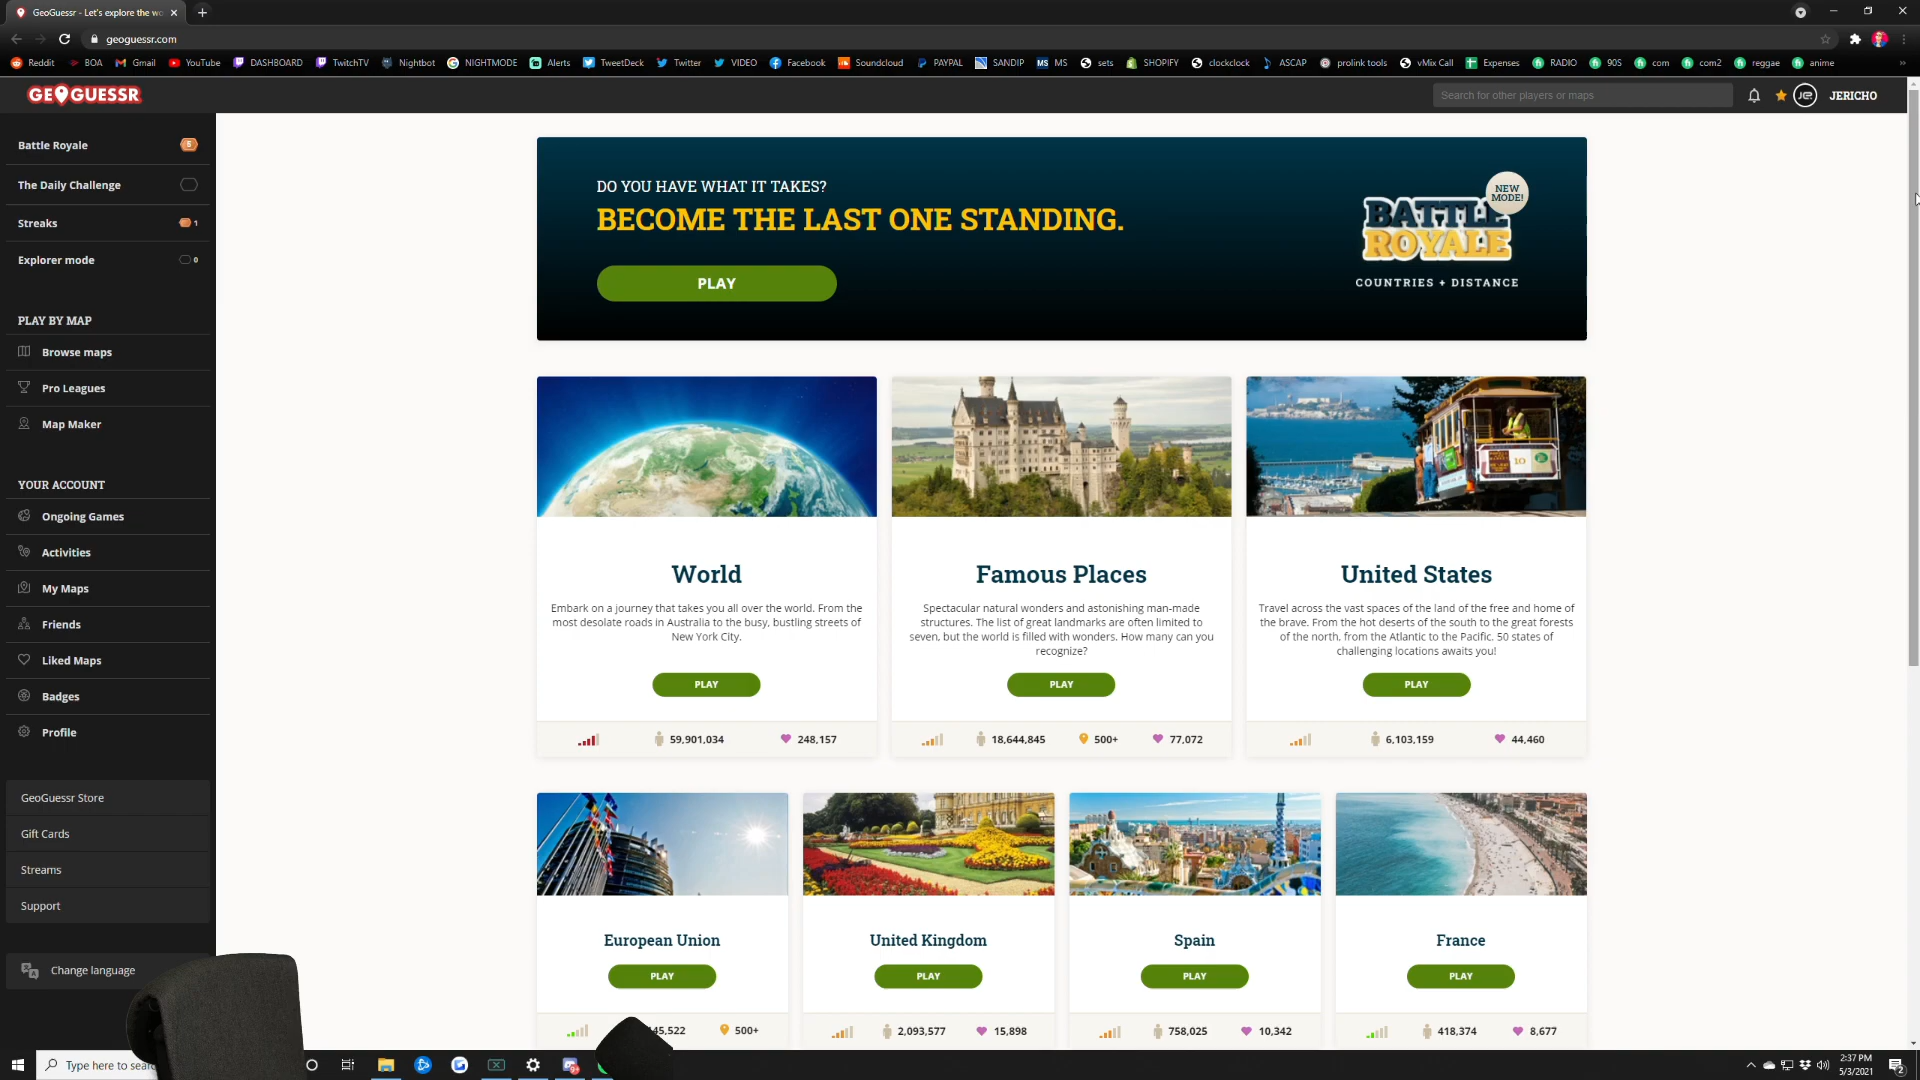 GeoGuessr - Let's explore the wo
geoguessr.com
Reddit BOA Gmail YouTube DASHBOARD TwitchTV Nightbot NIGHTMODE Alerts TweetDeck Twitter VIDEO Facebook Soundcloud PAYPAL SANDIP MS MS sets SHOPIFY clockclock ASCAP prolink tools vMix Call Expenses RADIO 90S com com2 reggae anime
GEOGUESSR
Search for other players or maps
JE
JERICHO
Battle Royale 5
The Daily Challenge
Streaks 1
Explorer mode 0
PLAY BY MAP
Browse maps
Pro Leagues
Map Maker
YOUR ACCOUNT
Ongoing Games
Activities
My Maps
Friends
Liked Maps
Badges
Profile
GeoGuessr Store
Gift Cards
Streams
Support
Change language
DO YOU HAVE WHAT IT TAKES?
BECOME THE LAST ONE STANDING.
PLAY
NEW
MODE!
BATTLE
ROYALE
COUNTRIES + DISTANCE
10
World
Embark on a journey that takes you all over the world. From the
most desolate roads in Australia to the busy, bustling streets of
New York City.
PLAY
59,901,034 248,157
Famous Places
Spectacular natural wonders and astonishing man-made
structures. The list of great landmarks are often limited to
seven, but the world is filled with wonders. How many can you
recognize?
PLAY
18,644,845 500+ 77,072
United States
Travel across the vast spaces of the land of the free and home of
the brave. From the hot deserts of the south to the great forests
of the north, from the Atlantic to the Pacific. 50 states of
challenging locations awaits you!
PLAY
6,103,159 44,460
European Union
PLAY
45,522 500+
United Kingdom
PLAY
2,093,577 15,898
Spain
PLAY
758,025 10,342
France
PLAY
418,374 8,677
Type here to searc
2:37 PM
5/3/2021
2